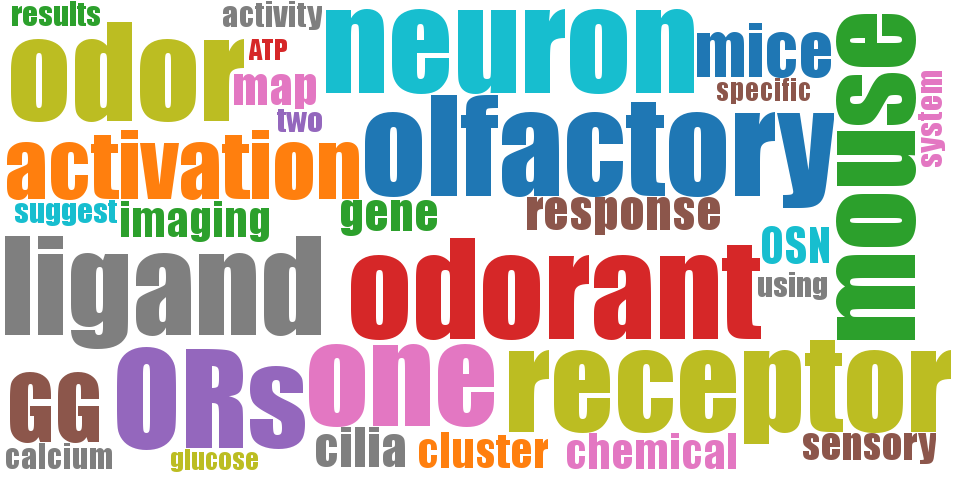 results
activity
neuron
odor
ATP
mice
mouse
map
specific
system
two
olfactory
activation
suggest
imaging
gene
response
OSN
ligand
odorant
using
one
receptor
ORs
GG
cilia
cluster
chemical
sensory
calcium
glucose